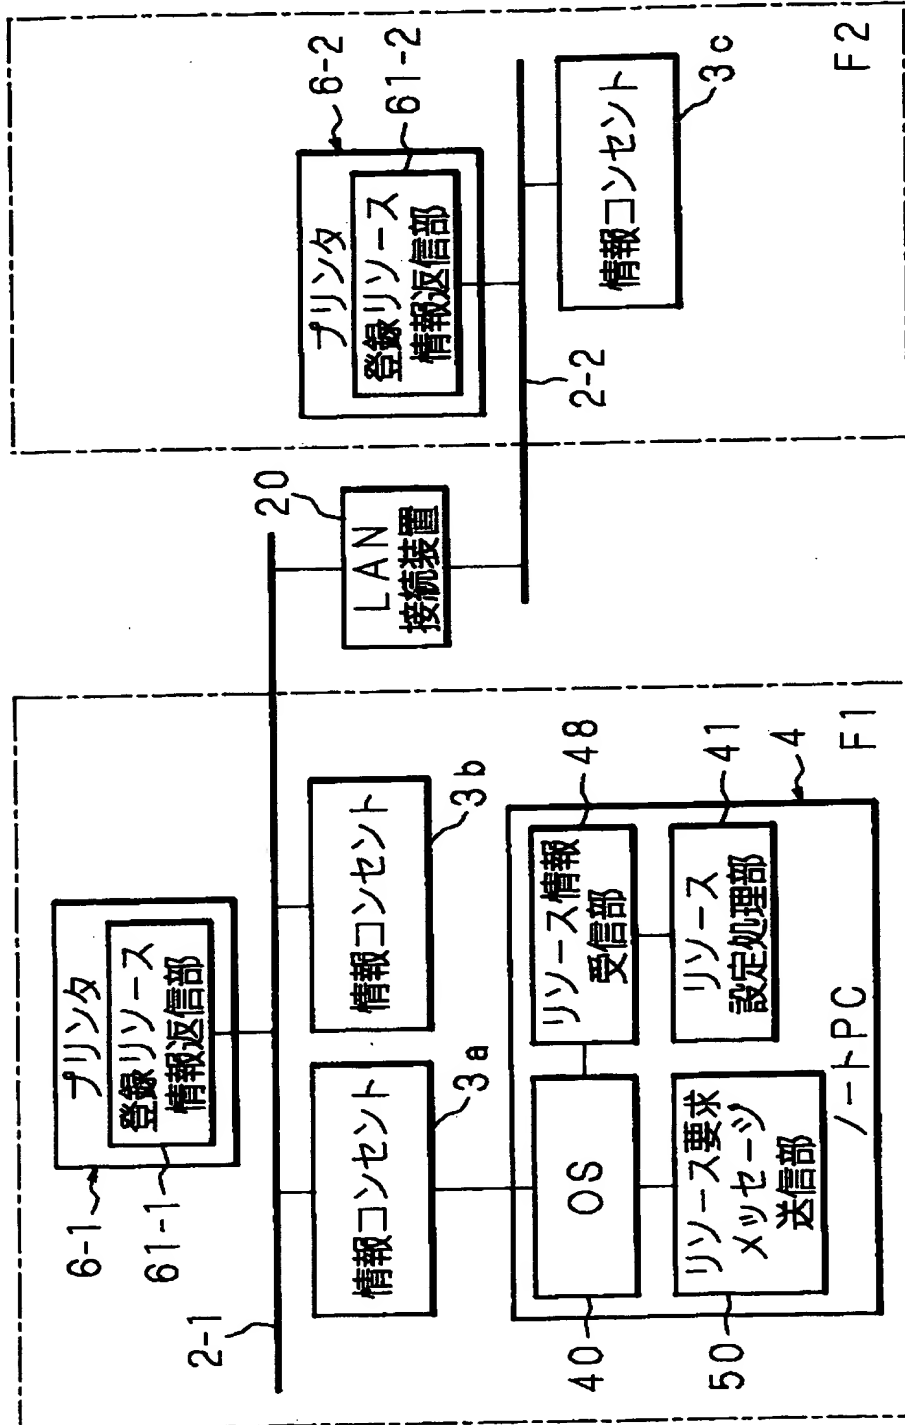 6-1
61-1
プリンタ
登録リソース
情報返信部
2-1
情報コンセント
3a
情報コンセント
3b
40
OS
リソース情報
受信部
48
50
リソース要求
メッセージ
送信部
リソース
設定処理部
41
4
ノートPC
F1
20
LAN
接続装置
プリンタ
登録リソース
情報返信部
6-2
61-2
2-2
情報コンセント
3c
F2